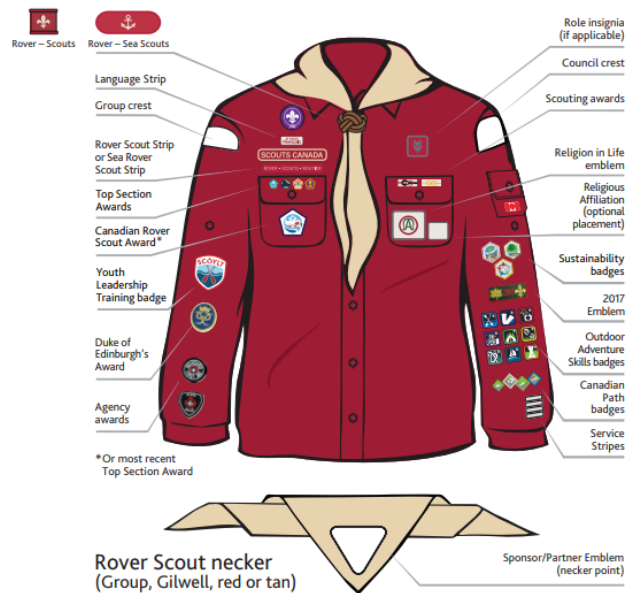 Rover – Scouts
Rover – Sea Scouts
Language Strip
Group crest
Rover Scout Strip
or Sea Rover
Scout Strip
Top Section
Awards
Canadian Rover
Scout Award*
Youth
Leadership
Training badge
Duke of
Edinburgh's
Award
Agency
awards
*Or most recent
Top Section Award
SCOUTS CANADA
ROVER • SCOUTS • ROUTIER
SCOYLT
Role insignia
(if applicable)
Council crest
Scouting awards
Religion in Life
emblem
Religious
Affiliation
(optional
placement)
Sustainability
badges
2017
Emblem
Outdoor
Adventure
Skills badges
Canadian
Path
badges
Service
Stripes
Rover Scout necker
(Group, Gilwell, red or tan)
Sponsor/Partner Emblem
(necker point)